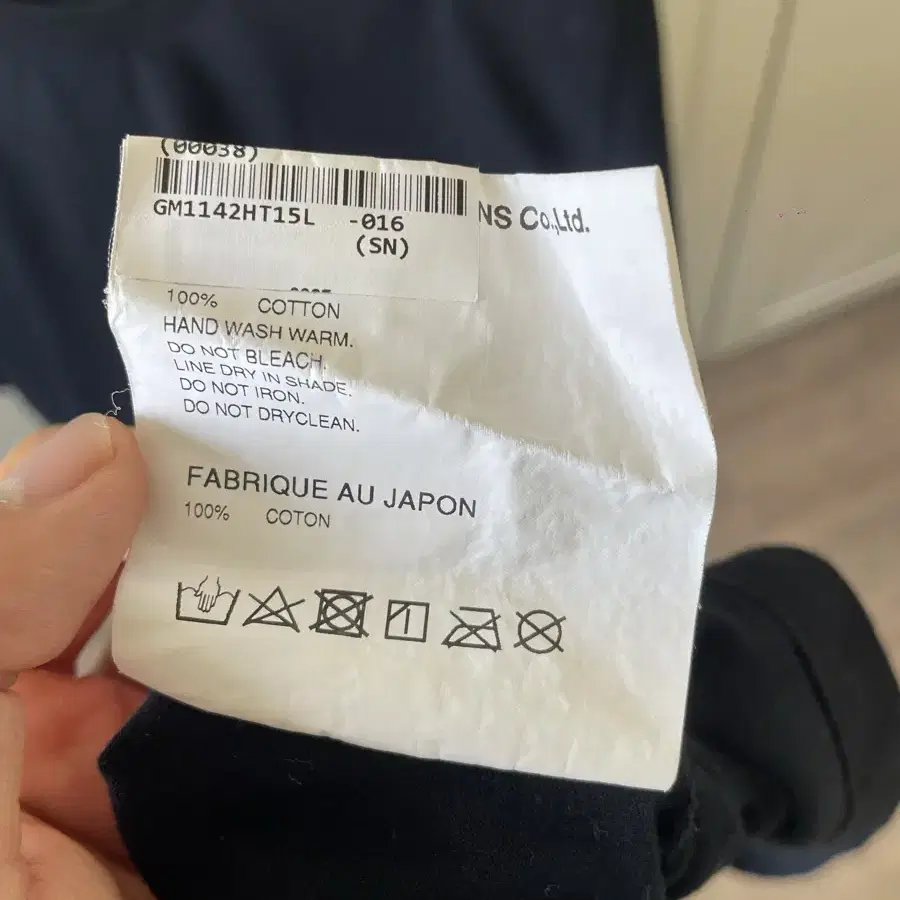 (00038)
GM1142HT15L -016
(SN)
NS Co.,Ltd.
100% COTTON
HAND WASH WARM.
DO NOT BLEACH.
LINE DRY IN SHADE.
DO NOT IRON.
DO NOT DRYCLEAN.
FABRIQUE AU JAPON
100% COTON